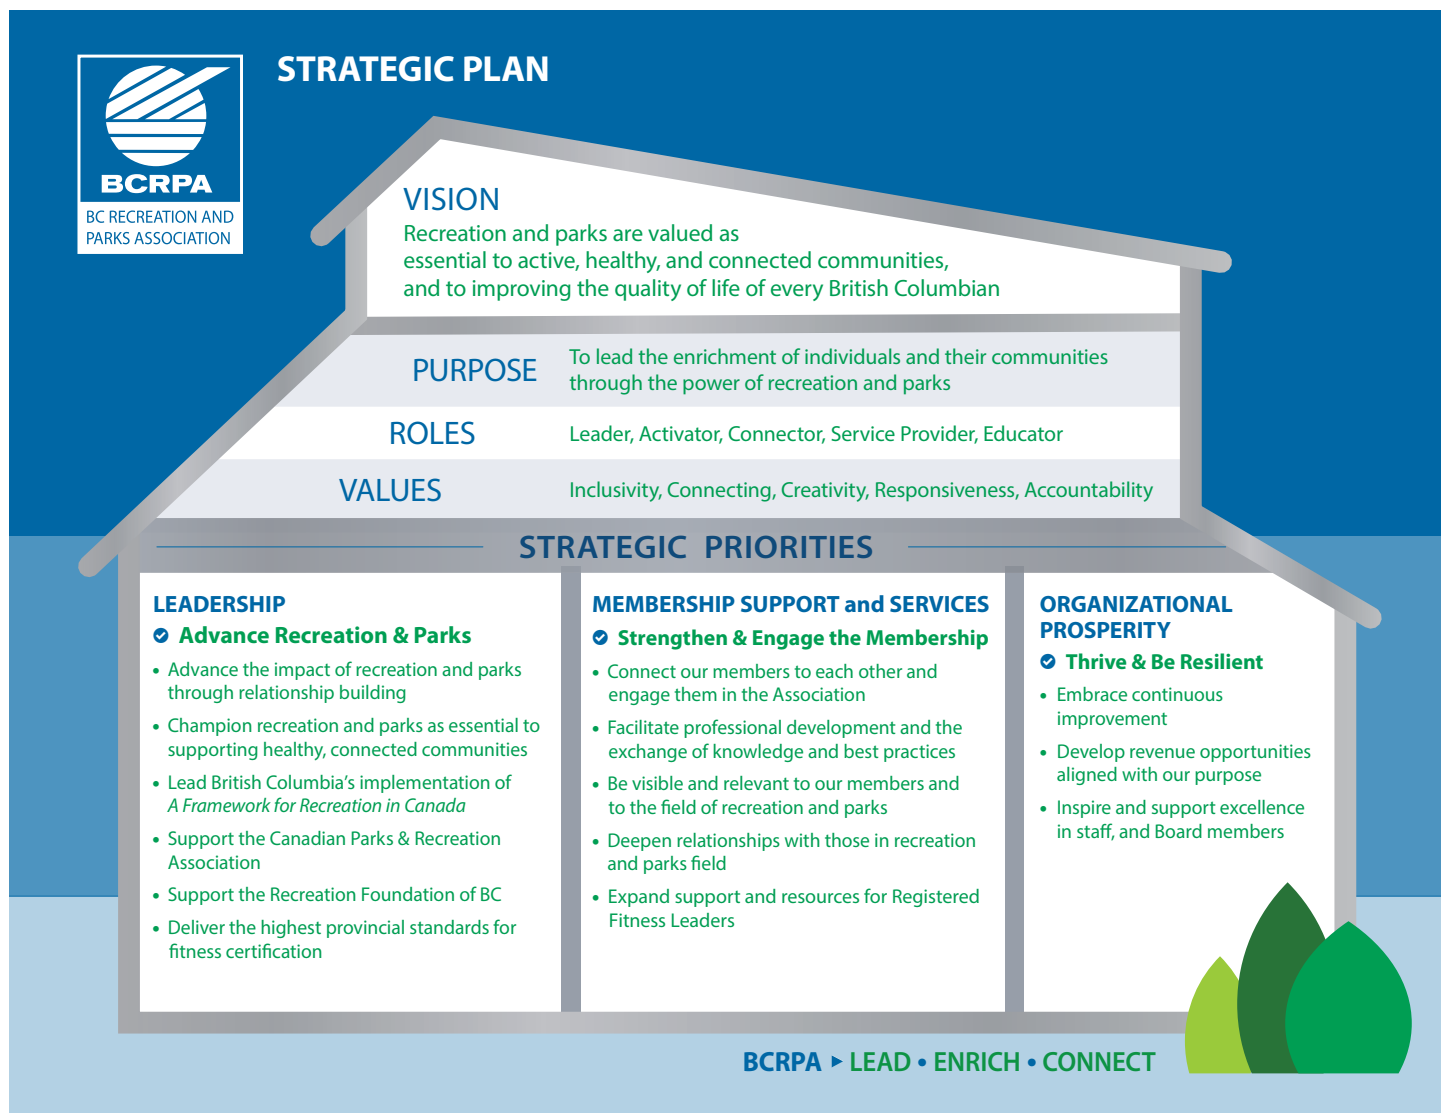 STRATEGIC PLAN
BCRPA
BC RECREATION AND
PARKS ASSOCIATION
VISION
Recreation and parks are valued as
essential to active, healthy, and connected communities,
and to improving the quality of life of every British Columbian
PURPOSE
To lead the enrichment of individuals and their communities
through the power of recreation and parks
ROLES
Leader, Activator, Connector, Service Provider, Educator
VALUES
Inclusivity, Connecting, Creativity, Responsiveness, Accountability
STRATEGIC PRIORITIES
LEADERSHIP
Advance Recreation & Parks
• Advance the impact of recreation and parks
through relationship building
• Champion recreation and parks as essential to
supporting healthy, connected communities
• Lead British Columbia's implementation of
A Framework for Recreation in Canada
• Support the Canadian Parks & Recreation
Association
• Support the Recreation Foundation of BC
• Deliver the highest provincial standards for
fitness certification
MEMBERSHIP SUPPORT and SERVICES
Strengthen & Engage the Membership
• Connect our members to each other and
engage them in the Association
• Facilitate professional development and the
exchange of knowledge and best practices
• Be visible and relevant to our members and
to the field of recreation and parks
• Deepen relationships with those in recreation
and parks field
• Expand support and resources for Registered
Fitness Leaders
ORGANIZATIONAL
PROSPERITY
Thrive & Be Resilient
• Embrace continuous
improvement
• Develop revenue opportunities
aligned with our purpose
• Inspire and support excellence
in staff, and Board members
BCRPA ▸ LEAD • ENRICH • CONNECT